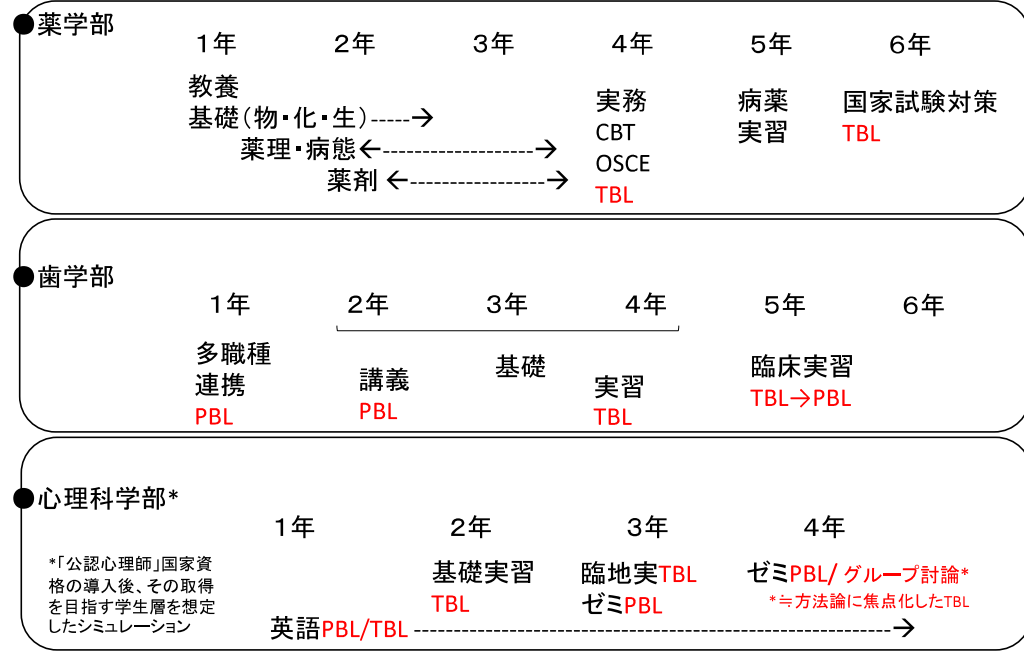 ●薬学部
１年 ２年 ３年 ４年 ５年 ６年
教養
基礎（物・化・生）-----→
薬理・病態←------------------→
薬剤←-------------------→
実務
CBT
OSCE
TBL
病薬
実習
国家試験対策
TBL
●歯学部
１年 ２年 ３年 ４年 ５年 ６年
多職種
連携
PBL
講義
PBL
基礎
実習
TBL
臨床実習
TBL→PBL
●心理科学部*
１年 ２年 ３年 ４年
*「公認心理師」国家資
格の導入後、その取得
を目指す学生層を想定
したシミュレーション
基礎実習
TBL
臨地実TBL
ゼミPBL
ゼミPBL/ グループ討論*
*≒方法論に焦点化したTBL
英語PBL/TBL ------------------------------------------------------------→